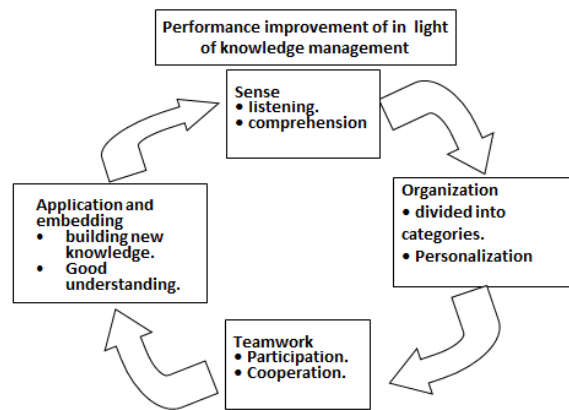 Performance improvement of in light
of knowledge management
Sense
• listening.
• comprehension
Organization
• divided into
categories.
• Personalization
Teamwork
• Participation.
• Cooperation.
Application and
embedding
• building new
knowledge.
• Good
understanding.